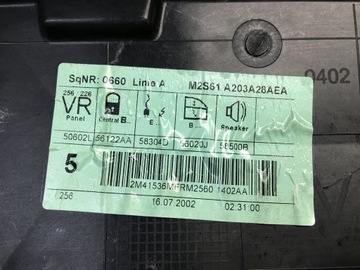 SqNR: 0660 Linie A M2S61 A203A28AEA
0402
256 / 226
VR
Panel
Central B...
E...
B...
Speaker
50602L 56122AA 58304D 56020J 58500B
5
2M41536MFRM2560 1402AA
256 16.07.2002 02:31:00